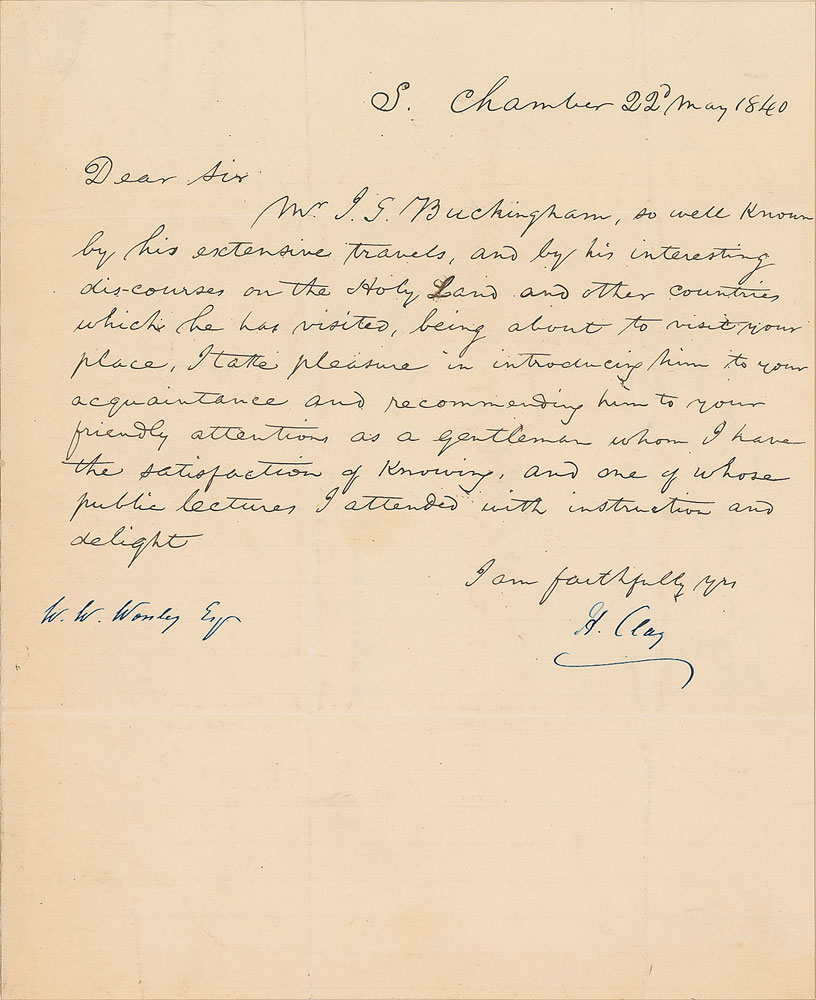 S. Chamber 22d May 1840
Dear Sir
Mr J. G. Buckingham, so well Known
by his extensive travels, and by his interesting
dis-courses on the Holy Land and other countries
which he has visited, being about to visit your
place, I take pleasure in introducing him to your
acquaintance and recommending him to your
friendly attentions as a gentleman whom I have
the satisfaction of Knowing, and one of whose
public lectures I attended with instruction and
delight
I am faithfully yrs
H. Clay
W. W. Worsley Esq